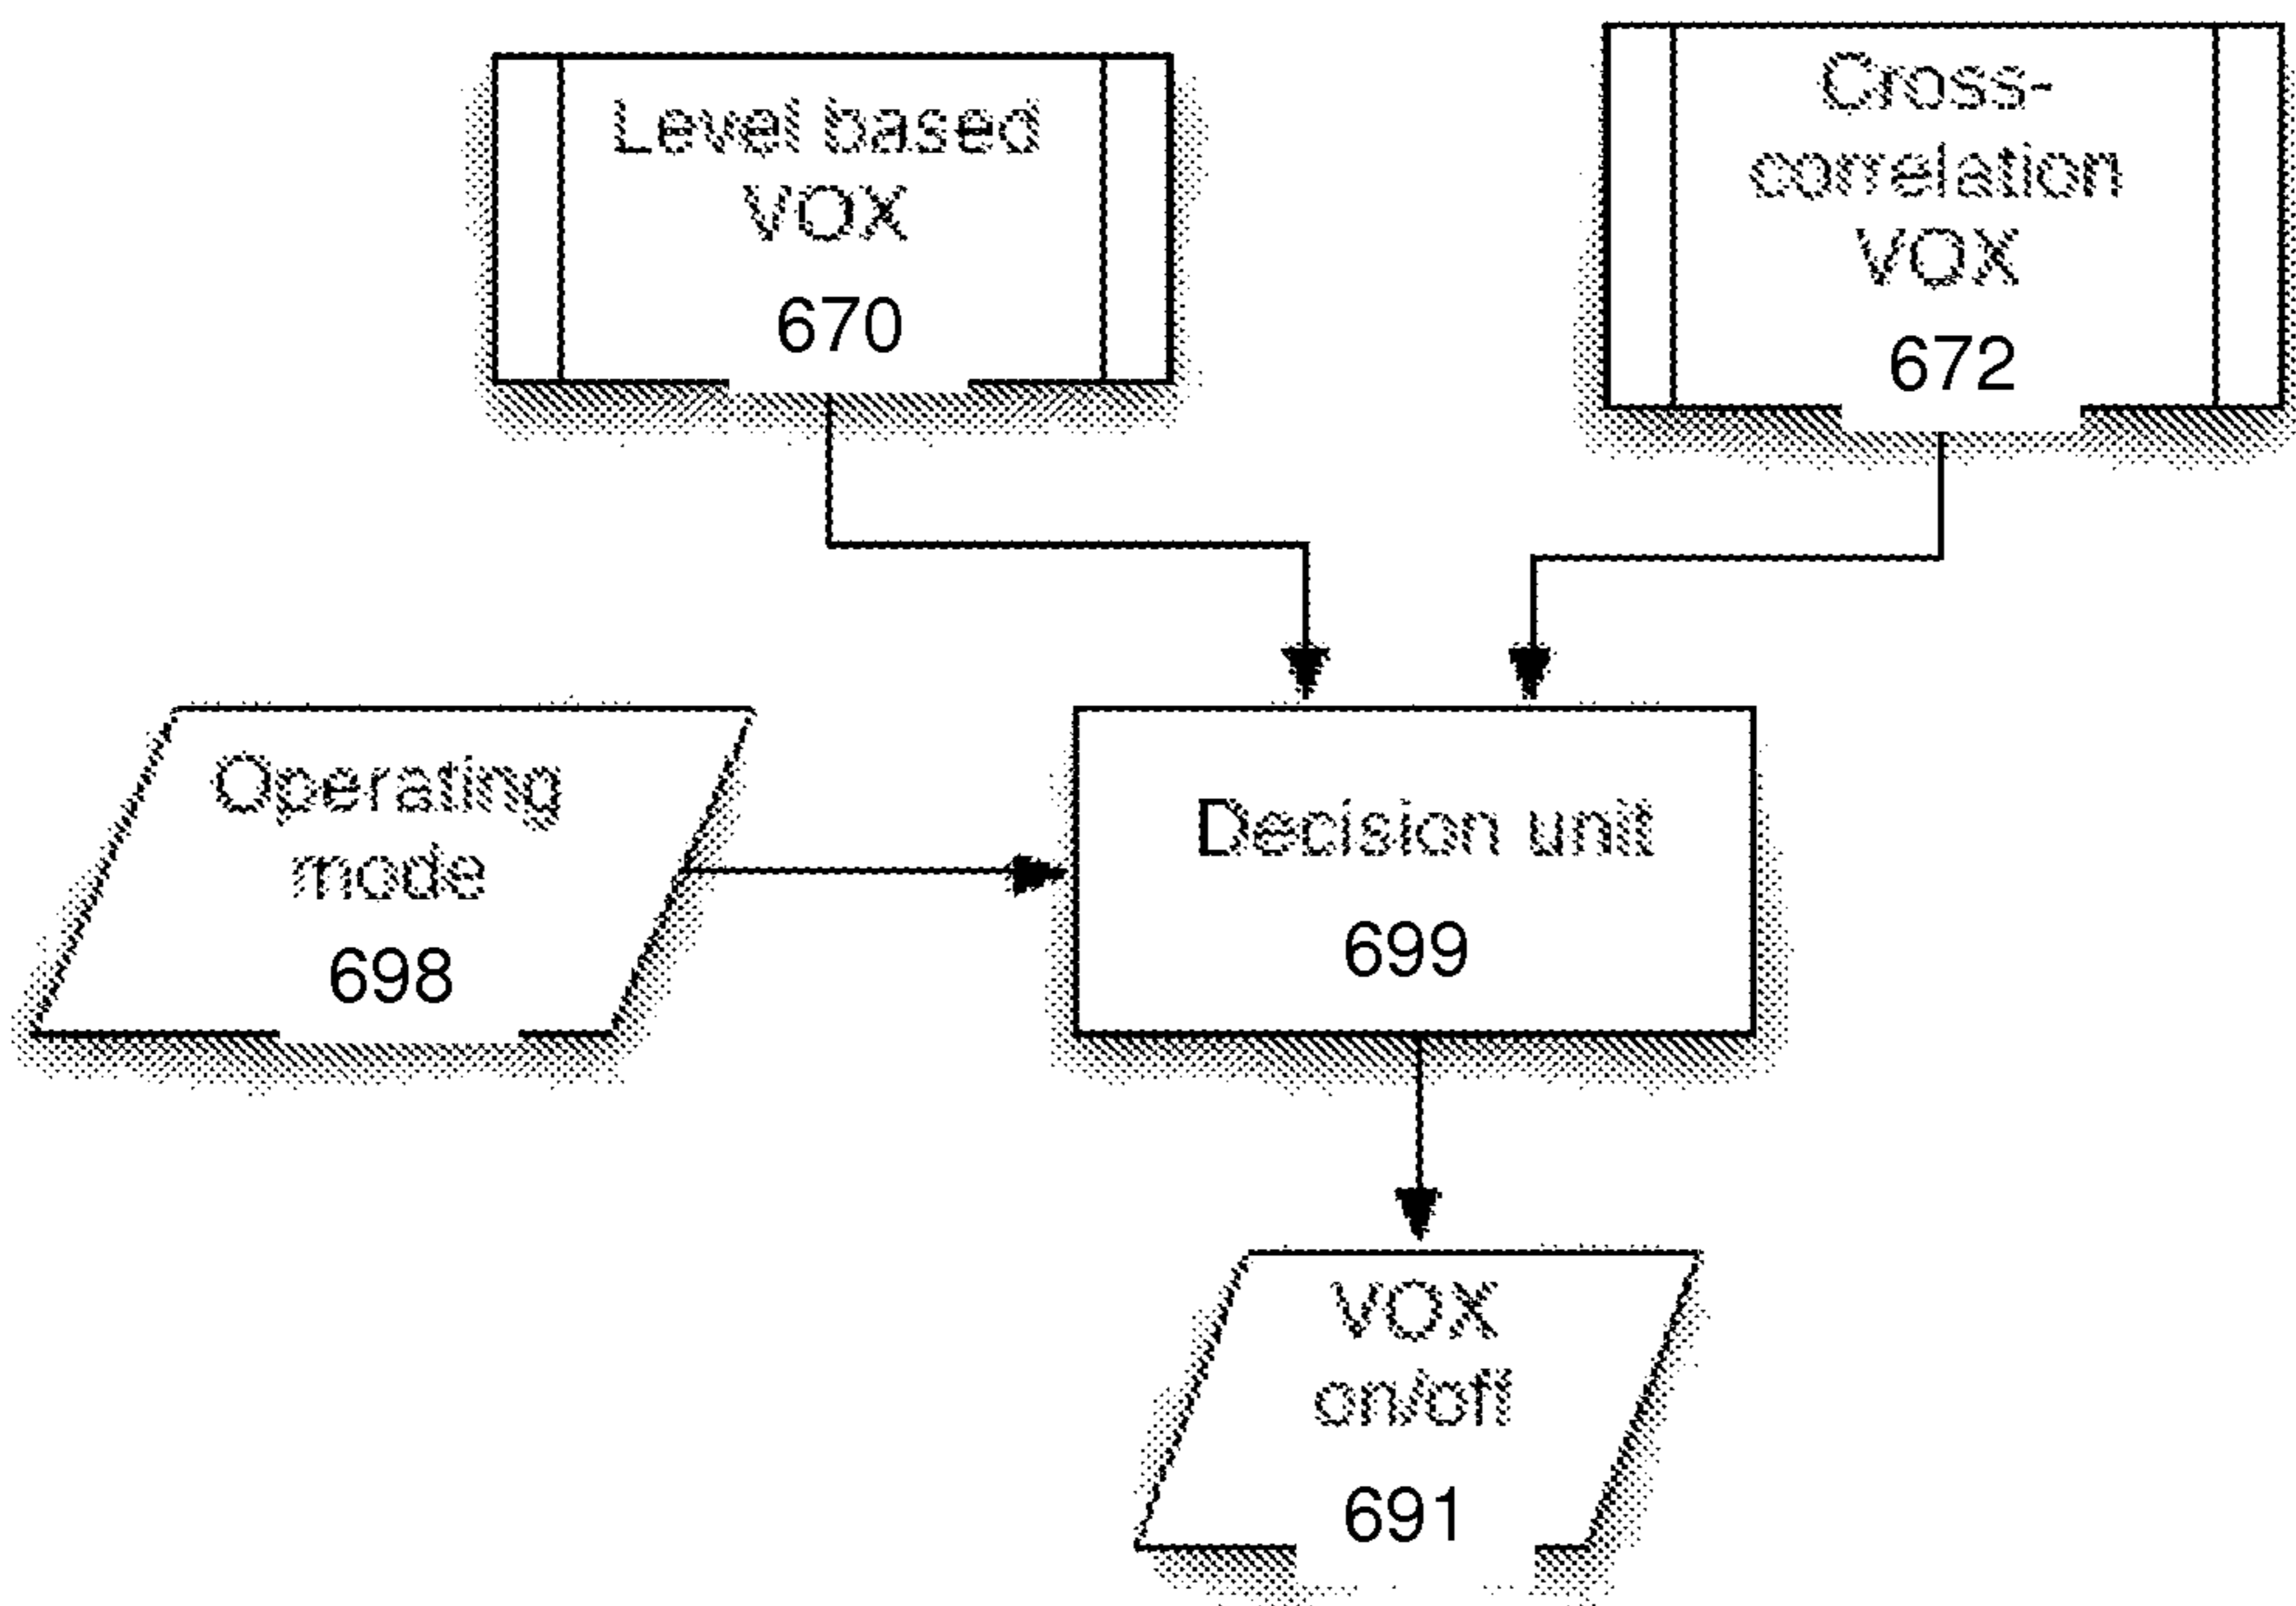 Level based
VOX
670
Cross-
correlation
VOX
672
Operating
mode
698
Decision unit
699
VOX
on/off
691